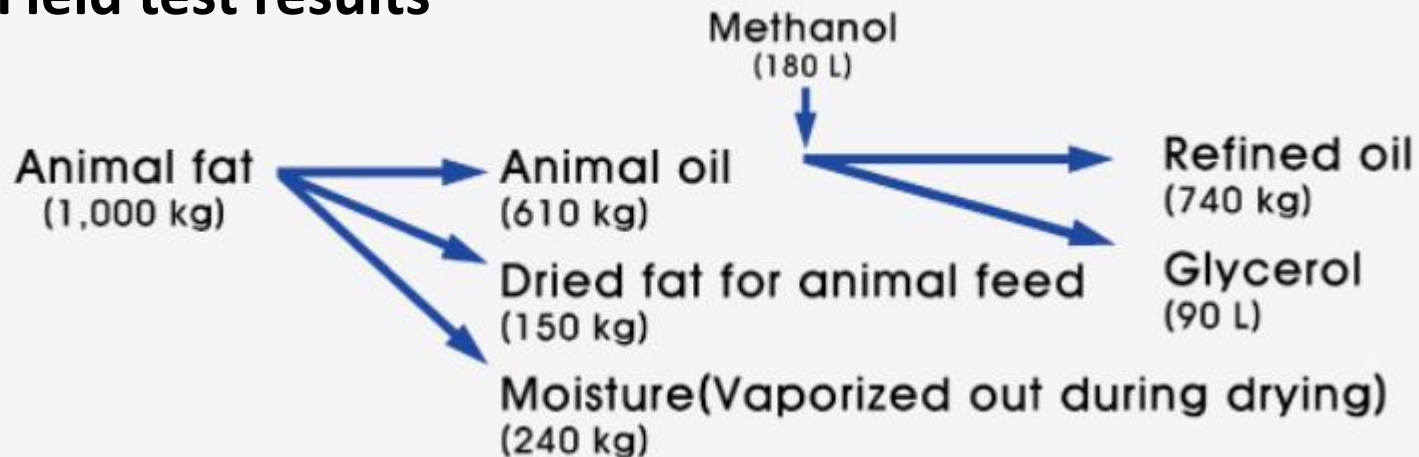 Field test results
Methanol
(180 L)
Animal fat
(1,000 kg)
Animal oil
(610 kg)
Dried fat for animal feed
(150 kg)
Moisture(Vaporized out during drying)
(240 kg)
Refined oil
(740 kg)
Glycerol
(90 L)